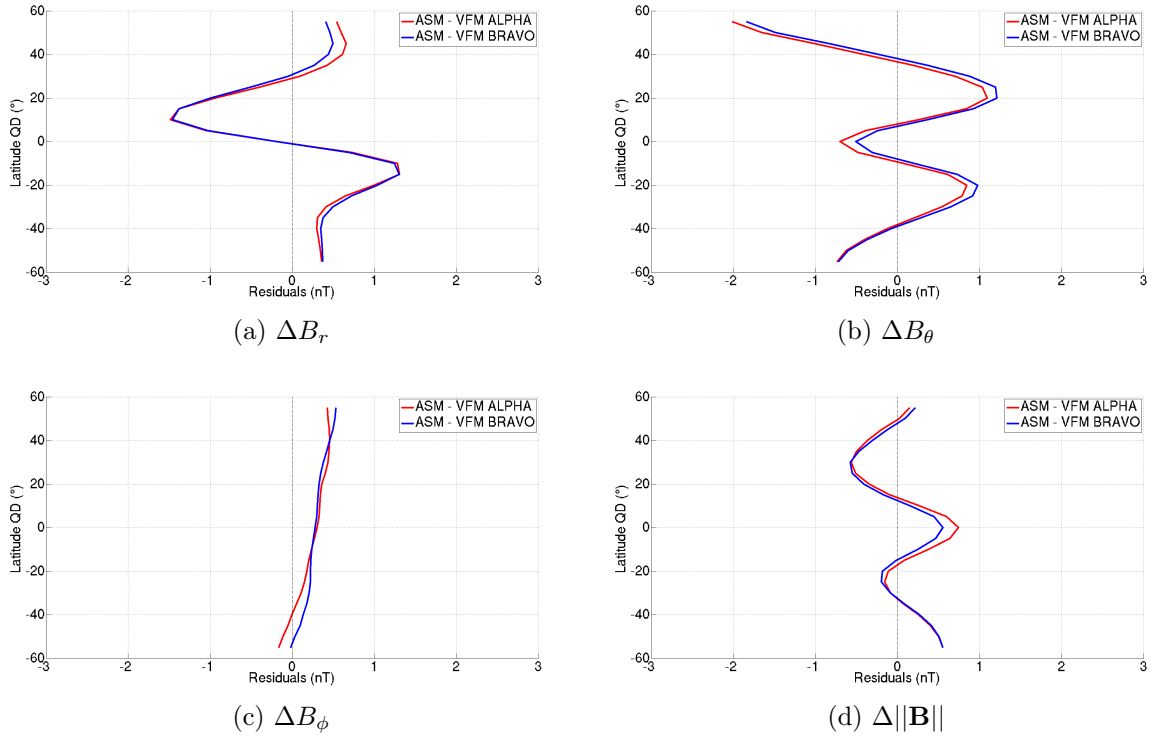 60
40
20
0
-20
-40
-60
Latitude QD (°)
ASM - VFM ALPHA
ASM - VFM BRAVO
-3 -2 -1 0 1 2 3
Residuals (nT)
(a) ΔB_r
60
40
20
0
-20
-40
-60
Latitude QD (°)
ASM - VFM ALPHA
ASM - VFM BRAVO
-3 -2 -1 0 1 2 3
Residuals (nT)
(b) ΔB_θ
60
40
20
0
-20
-40
-60
Latitude QD (°)
ASM - VFM ALPHA
ASM - VFM BRAVO
-3 -2 -1 0 1 2 3
Residuals (nT)
(c) ΔB_ϕ
60
40
20
0
-20
-40
-60
Latitude QD (°)
ASM - VFM ALPHA
ASM - VFM BRAVO
-3 -2 -1 0 1 2 3
Residuals (nT)
(d) Δ||B||